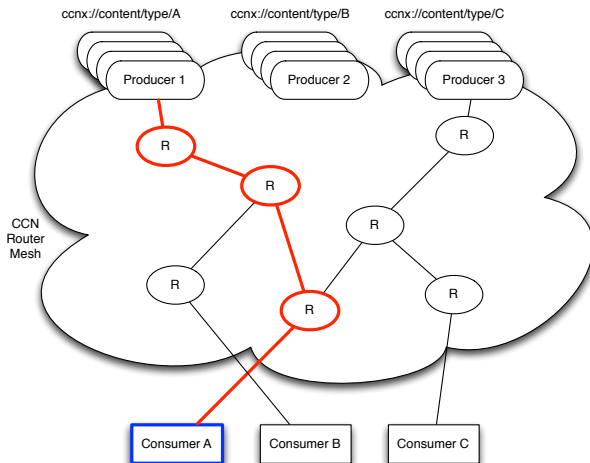 ccnx://content/type/A
ccnx://content/type/B
ccnx://content/type/C
Producer 1
Producer 2
Producer 3
R
R
R
R
CCN
Router
Mesh
R
R
R
Consumer A
Consumer B
Consumer C